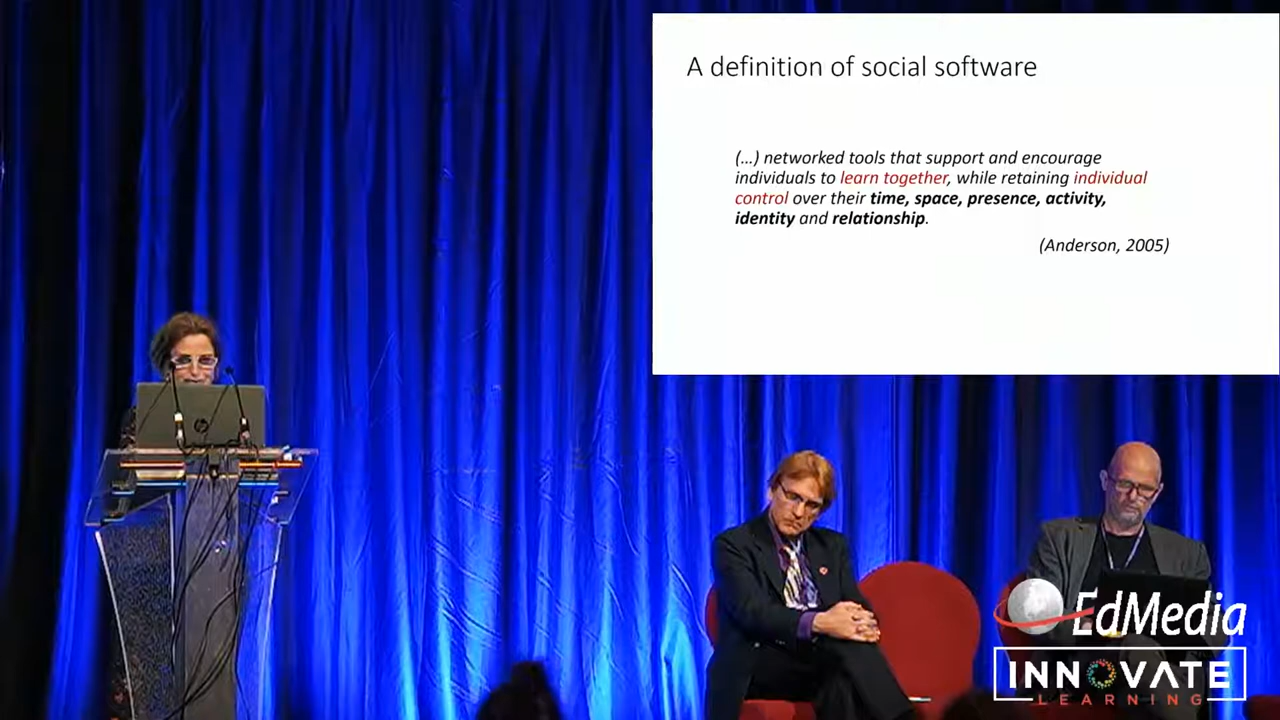 A definition of social software
(...) networked tools that support and encourage
individuals to learn together, while retaining individual
control over their time, space, presence, activity,
identity and relationship.
(Anderson, 2005)
hp
EdMedia
INNOVATE
LEARNING